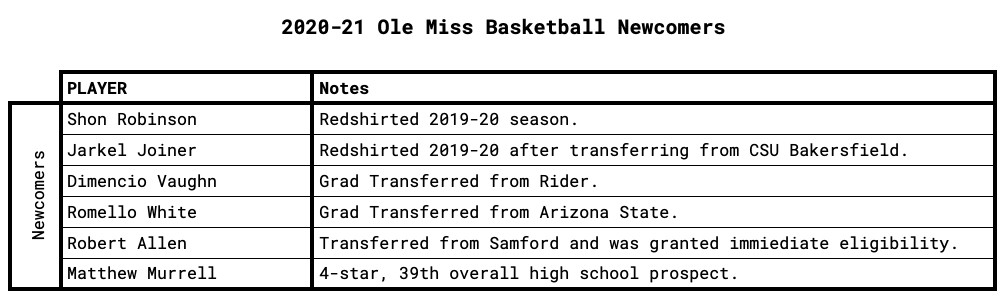 2020-21 Ole Miss Basketball Newcomers
PLAYER Notes
Newcomers
Shon Robinson Redshirted 2019-20 season.
Jarkel Joiner Redshirted 2019-20 after transferring from CSU Bakersfield.
Dimencio Vaughn Grad Transferred from Rider.
Romello White Grad Transferred from Arizona State.
Robert Allen Transferred from Samford and was granted immiediate eligibility.
Matthew Murrell 4-star, 39th overall high school prospect.